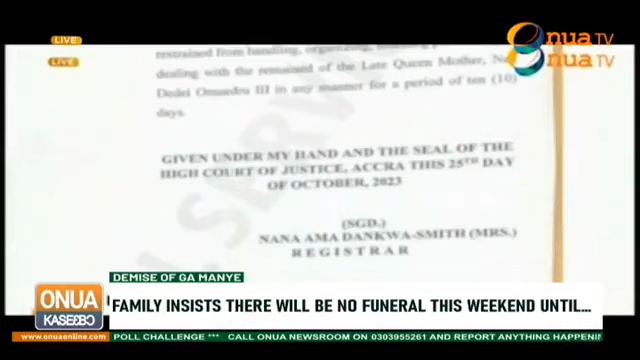 LIVE
LIVE
Onua TV
Onua TV
restrained from handling, organizing,
dealing with the remained of the Late Queen Mother,
Dedei Omaedru III in any manner for a period of ten (10)
days.
GIVEN UNDER MY HAND AND THE SEAL OF THE
HIGH COURT OF JUSTICE, ACCRA THIS 25TH DAY
OF OCTOBER, 2023
(SGD.)
NANA AMA DANKWA-SMITH (MRS.)
REGISTRAR
DEMISE OF GA MANYE
ONUA
KASEƐBƆ
FAMILY INSISTS THERE WILL BE NO FUNERAL THIS WEEKEND UNTIL...
www.onuaonline.com POLL CHALLENGE *** CALL ONUA NEWSROOM ON 0303955261 AND REPORT ANYTHING HAPPENIN